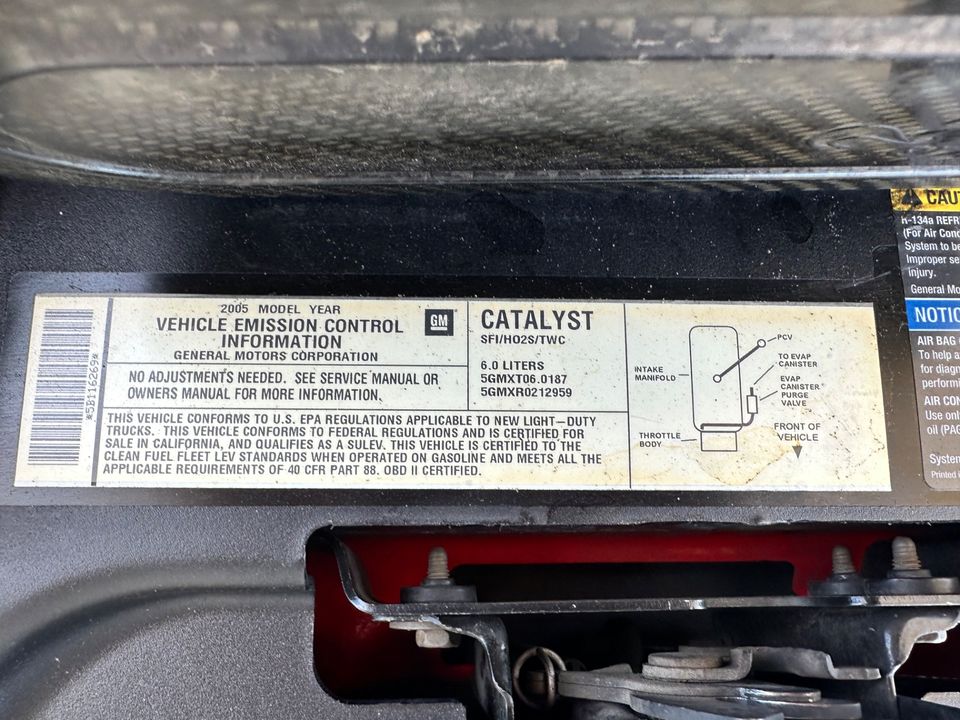 *5B116269*
2005 MODEL YEAR
VEHICLE EMISSION CONTROL
INFORMATION
GENERAL MOTORS CORPORATION
GM
NO ADJUSTMENTS NEEDED. SEE SERVICE MANUAL OR
OWNERS MANUAL FOR MORE INFORMATION.
CATALYST
SFI/HO2S/TWC
6.0 LITERS
5GMXT06.0187
5GMXR0212959
THIS VEHICLE CONFORMS TO U.S. EPA REGULATIONS APPLICABLE TO NEW LIGHT-DUTY
TRUCKS. THIS VEHICLE CONFORMS TO FEDERAL REGULATIONS AND IS CERTIFIED FOR
SALE IN CALIFORNIA, AND QUALIFIES AS A SULEV. THIS VEHICLE IS CERTIFIED TO THE
CLEAN FUEL FLEET LEV STANDARDS WHEN OPERATED ON GASOLINE AND MEETS ALL THE
APPLICABLE REQUIREMENTS OF 40 CFR PART 88. OBD II CERTIFIED.
INTAKE
MANIFOLD
THROTTLE
BODY
PCV
TO EVAP
CANISTER
EVAP
CANISTER
PURGE
VALVE
FRONT OF
VEHICLE
CAUT
R-134a REFR
(For Air Cond
System to be
Improper se
injury.
General Mo
NOTIC
AIR BAG
To help a
for diagn
performi
AIR CON
Use onl
oil (PAG
System
Printed i